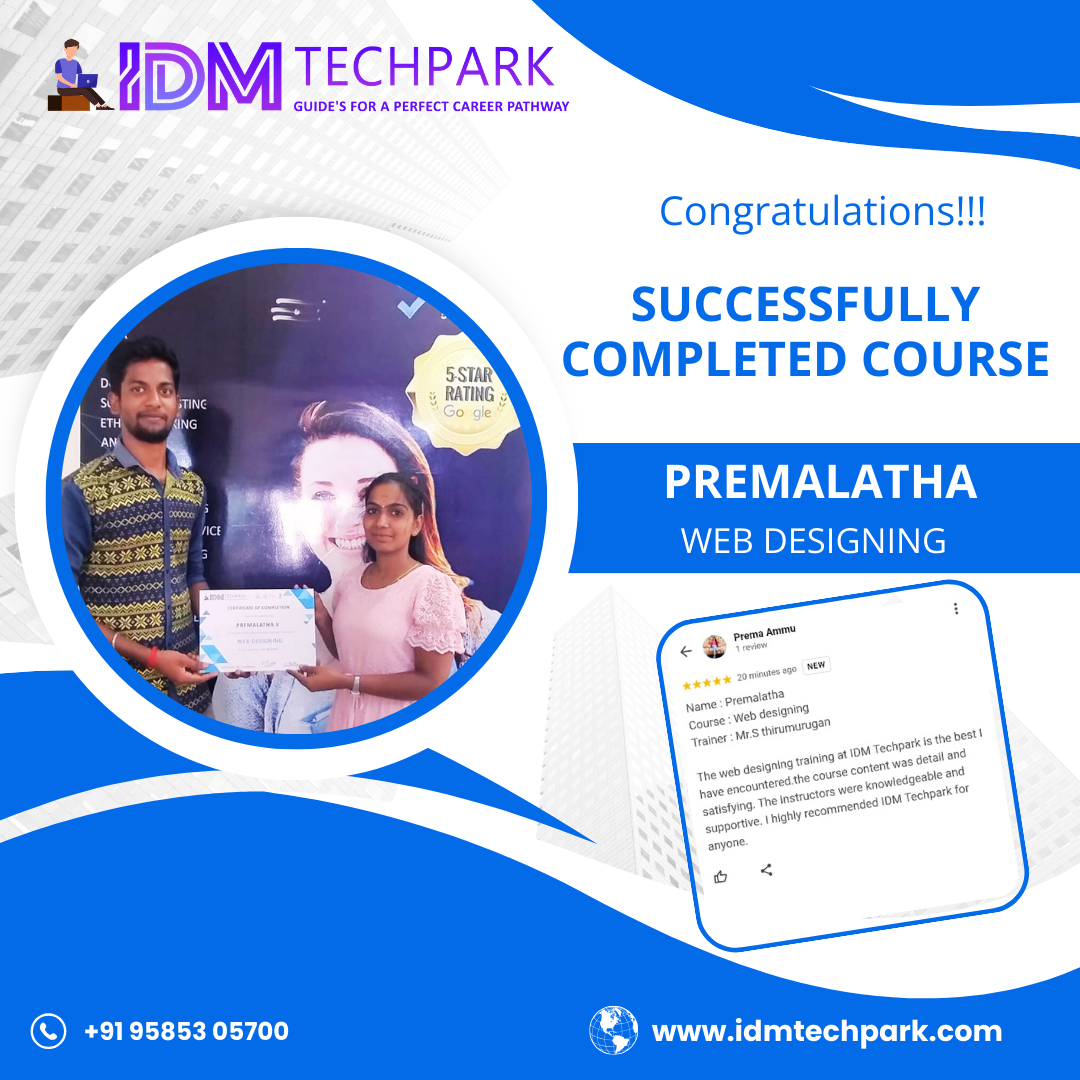 IDM TECHPARK
GUIDE'S FOR A PERFECT CAREER PATHWAY
Congratulations!!!
SUCCESSFULLY
COMPLETED COURSE
PREMALATHA
WEB DESIGNING
5-STAR
RATING
Google
CERTIFICATE OF COMPLETION
PREMALATHA V
WEB DESIGNING
Prema Ammu
1 review
20 minutes ago NEW
Name : Premalatha
Course : Web designing
Trainer : Mr.S thirumurugan
The web designing training at IDM Techpark is the best I
have encountered.the course content was detail and
satisfying. The instructors were knowledgeable and
supportive. I highly recommended IDM Techpark for
anyone.
+91 95853 05700
www.idmtechpark.com